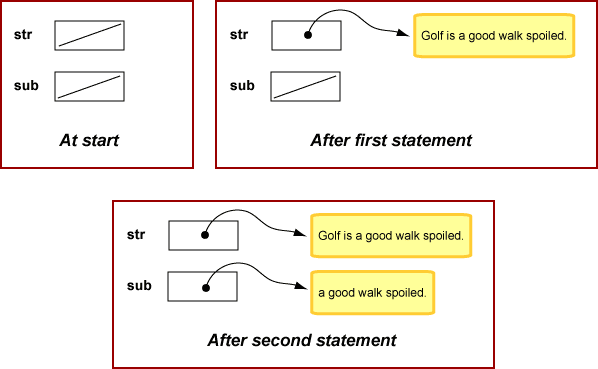 str
sub
At start
str
Golf is a good walk spoiled.
sub
After first statement
str
Golf is a good walk spoiled.
sub
a good walk spoiled.
After second statement